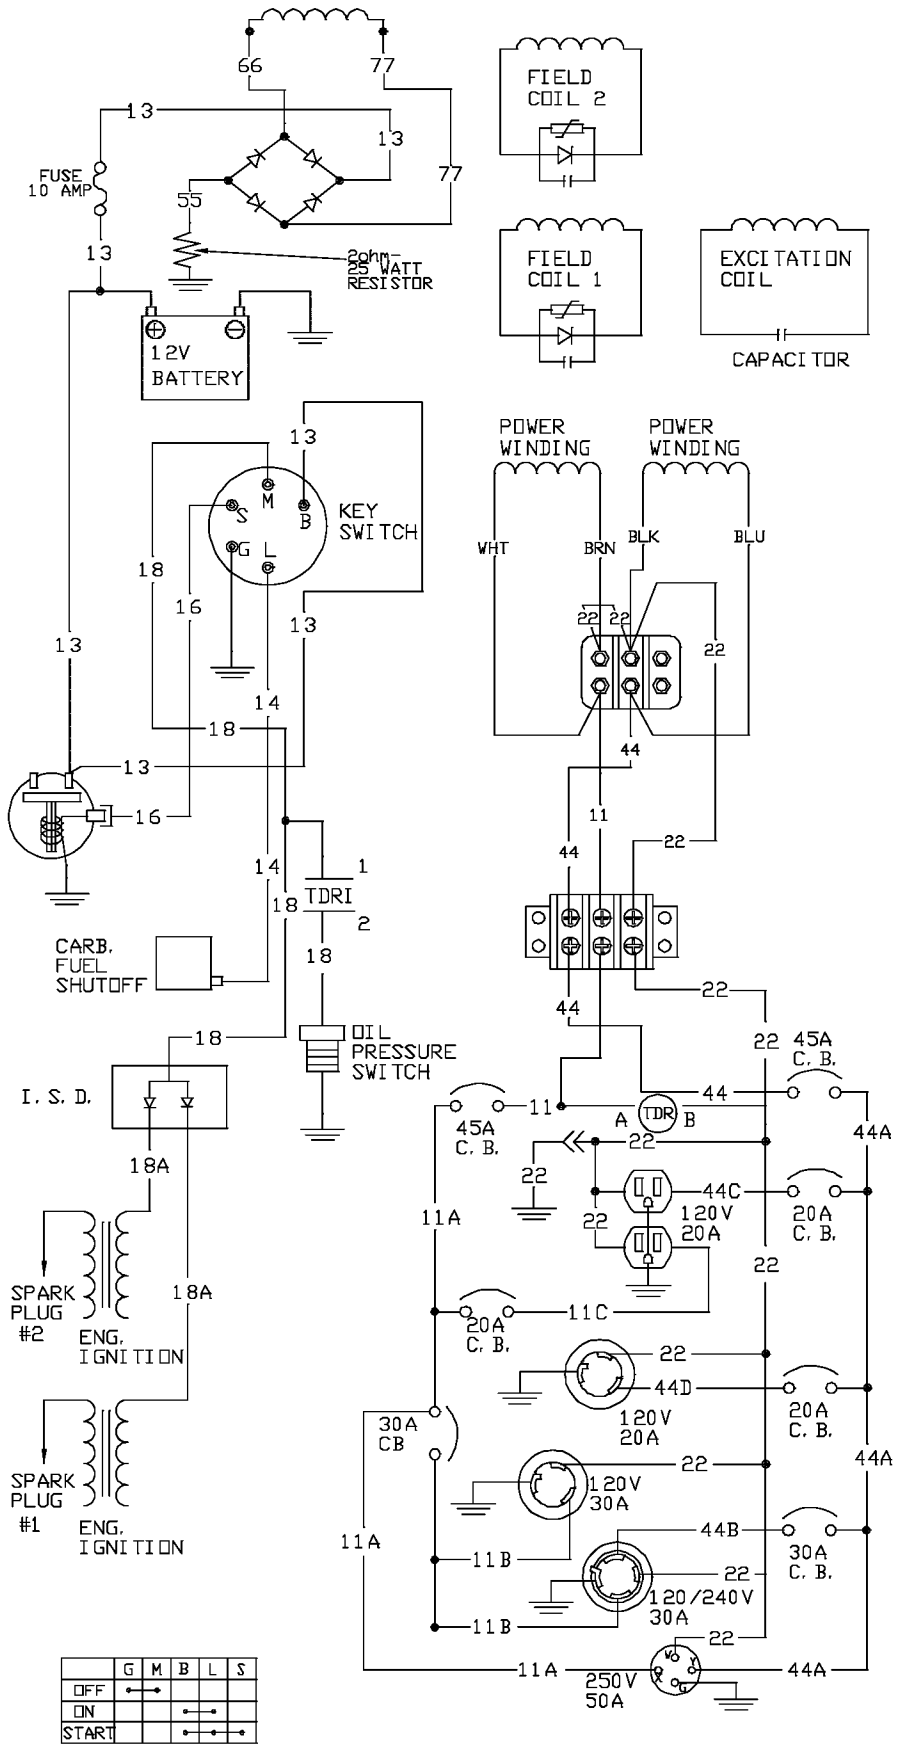 66
77
13
13
77
FUSE
10 AMP
55
13
2ohm-
25 WATT
RESISTOR
12V
BATTERY
FIELD
COIL 2
FIELD
COIL 1
EXCITATION
COIL
CAPACITOR
13
M
S
B
G
L
KEY
SWITCH
18
16
13
13
14
18
13
16
14
18
1
TDR1
2
18
CARB.
FUEL
SHUTOFF
18
OIL
PRESSURE
SWITCH
I.S.D.
18A
18A
SPARK
PLUG
#2
ENG.
IGNITION
SPARK
PLUG
#1
ENG.
IGNITION
POWER
WINDING
POWER
WINDING
WHT
BRN
BLK
BLU
22
22
22
44
11
44
22
22
44
22
45A
C.B.
44
11
A
TDR
B
45A
C.B.
44A
22
22
44C
120V
20A
20A
C.B.
22
11A
22
11C
20A
C.B.
22
44D
120V
20A
20A
C.B.
30A
CB
22
120V
30A
44A
11A
11B
44B
30A
C.B.
22
120/240V
30A
11B
22
11A
W
Y
X
G
44A
250V
50A
G M B L S
OFF
ON
START